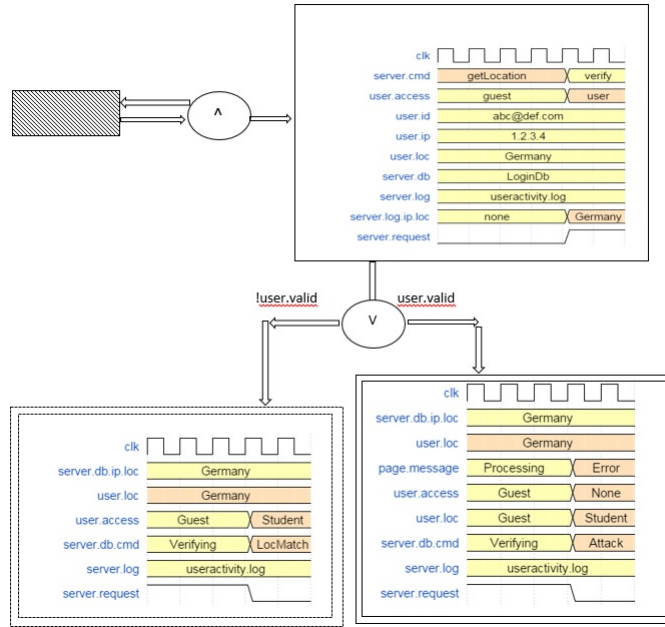 clk
server.cmd getLocation verify
user.access guest user
user.id abc@def.com
^ user.ip 1.2.3.4
user.loc Germany
server.db LoginDb
server.log useractivity.log
server.log.ip.loc none Germany
server.request
!user.valid V user.valid
clk
server.db.ip.loc Germany
user.loc Germany
user.access Guest Student
server.db.cmd Verifying LocMatch
server.log useractivity.log
server.request
clk
server.db.ip.loc Germany
user.loc Germany
page.message Processing Error
user.access Guest None
user.loc Guest Student
server.db.cmd Verifying Attack
server.log useractivity.log
server.request